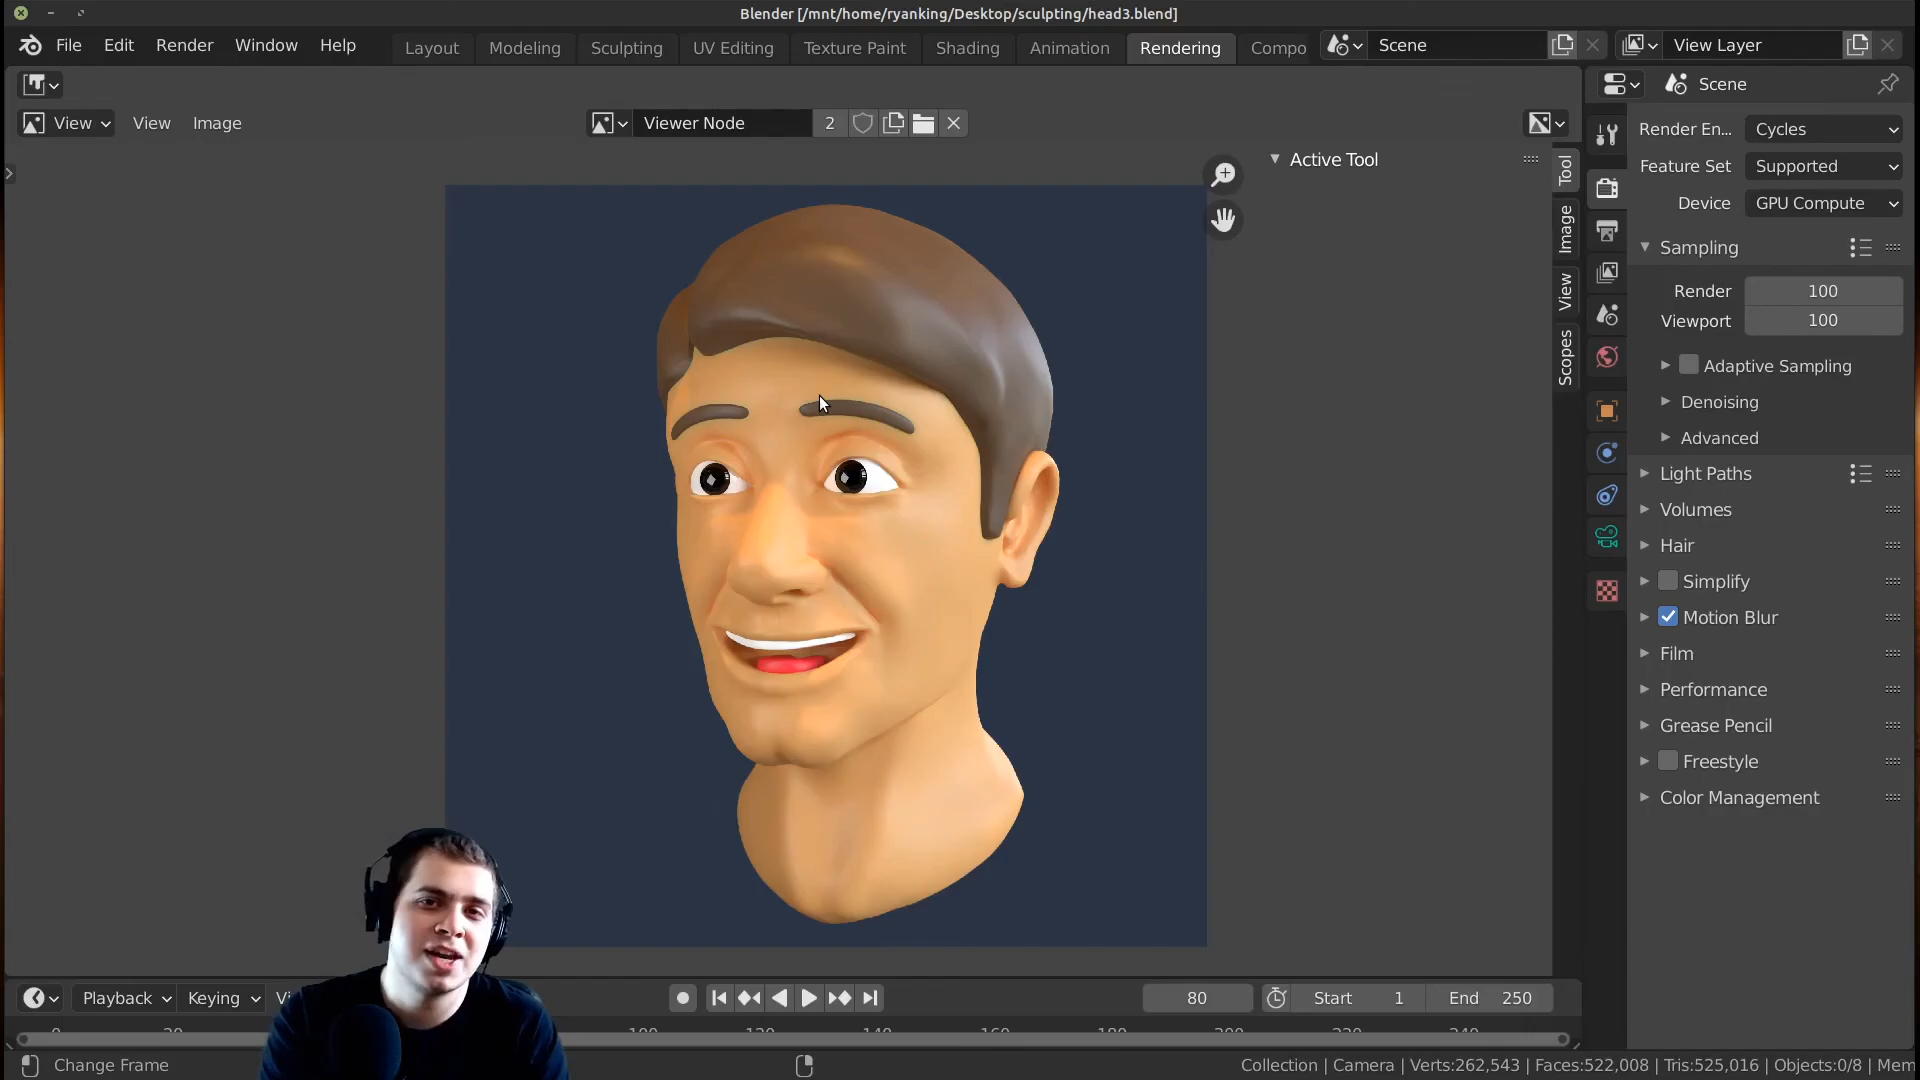 Blender [/mnt/home/ryanking/Desktop/sculpting/head3.blend]
File Edit Render Window Help
Layout Modeling Sculpting UV Editing Texture Paint Shading Animation Rendering Compo
Scene
View Layer
Scene
View View Image
Viewer Node 2
Active Tool
Tool
Image
View
Scopes
Render En... Cycles
Feature Set Supported
Device GPU Compute
Sampling
Render 100
Viewport 100
Adaptive Sampling
Denoising
Advanced
Light Paths
Volumes
Hair
Simplify
Motion Blur
Film
Performance
Grease Pencil
Freestyle
Color Management
Playback Keying Vi
80
Start 1
End 250
Change Frame
Collection | Camera | Verts:262,543 | Faces:522,008 | Tris:525,016 | Objects:0/8 | Mem